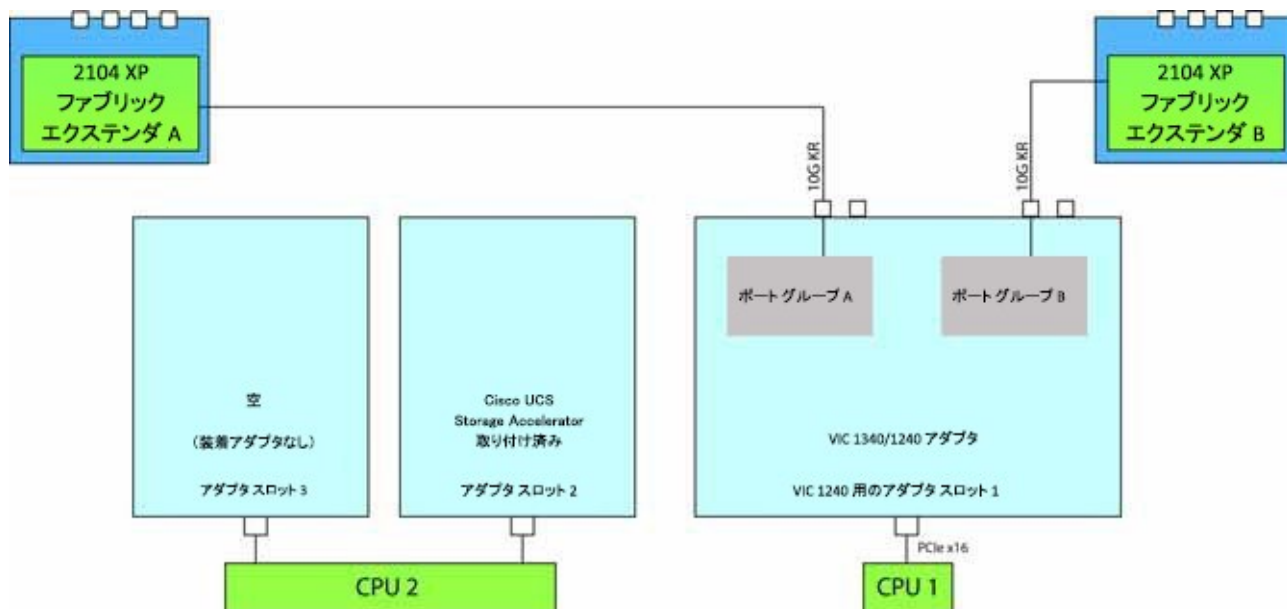 2104 XP
ファブリック
エクステンダ A
2104 XP
ファブリック
エクステンダ B
10G KR
10G KR
ポート グループ A
ポート グループ B
空
(装着アダプタなし)
アダプタ スロット 3
Cisco UCS
Storage Accelerator
取り付け済み
アダプタ スロット 2
VIC 1340/1240 アダプタ
VIC 1240 用のアダプタ スロット 1
PCIe x16
CPU 2
CPU 1